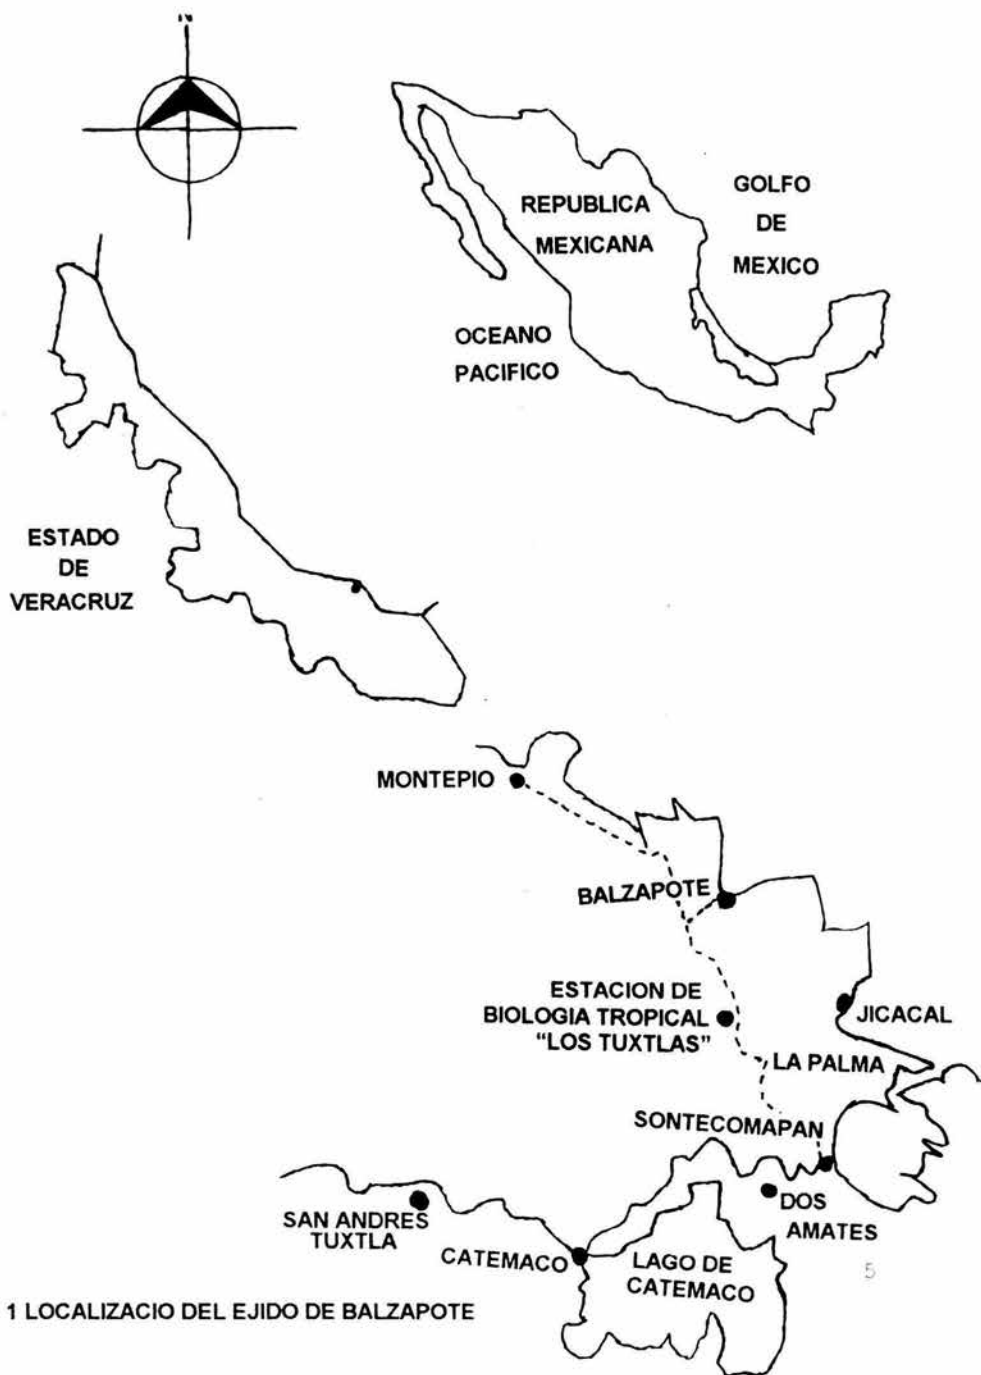 N
REPUBLICA
MEXICANA
GOLFO
DE
MEXICO
OCEANO
PACIFICO
ESTADO
DE
VERACRUZ
MONTEPIO
BALZAPOTE
ESTACION DE
BIOLOGIA TROPICAL
"LOS TUXTLAS"
JICACAL
LA PALMA
SONTECOMAPAN
DOS
AMATES
SAN ANDRES
TUXTLA
CATEMACO
LAGO DE
CATEMACO
5
1 LOCALIZACIO DEL EJIDO DE BALZAPOTE